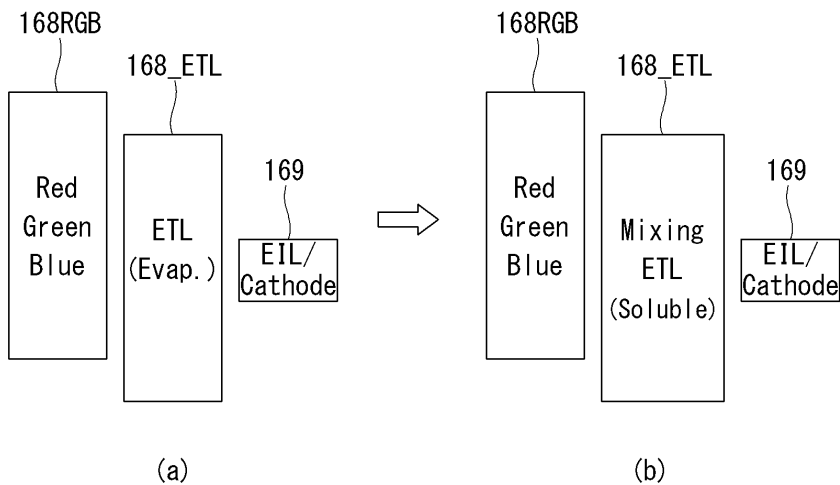 168RGB
168_ETL
Red
Green
Blue
ETL
(Evap.)
169
EIL/
Cathode
(a)
168RGB
168_ETL
Red
Green
Blue
Mixing
ETL
(Soluble)
169
EIL/
Cathode
(b)